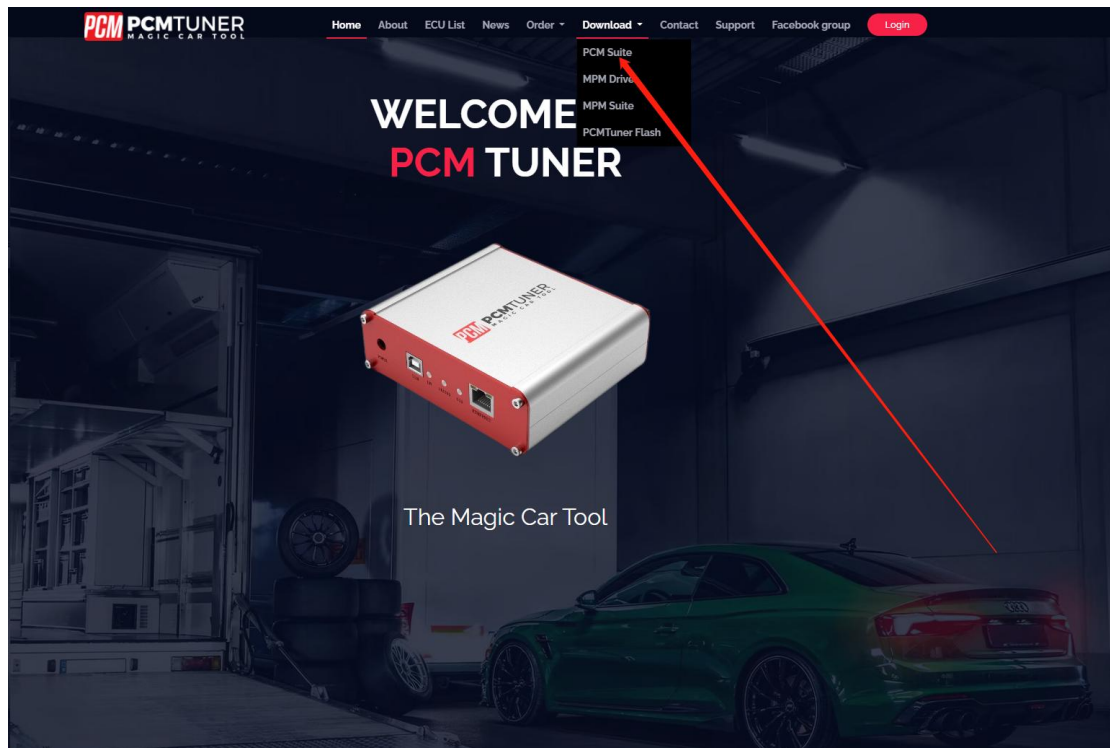 PCM PCMTUNER
MAGIC CAR TOOL
Home About ECU List News Order Download Contact Support Facebook group Login
PCM Suite
MPM Drive
MPM Suite
PCMTuner Flash
WELCOME
PCM TUNER
PCM PCMTUNER
MAGIC CAR TOOL
The Magic Car Tool